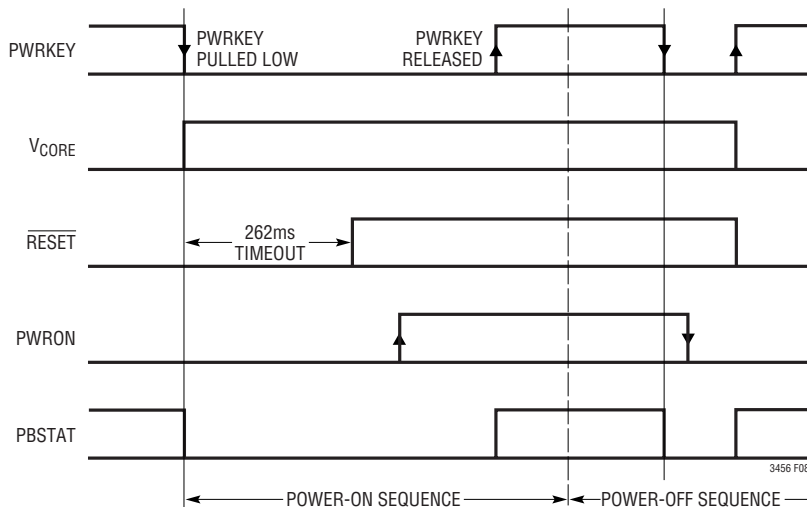 PWRKEY
PWRKEY
PULLED LOW
PWRKEY
RELEASED
VCORE
RESET
262ms
TIMEOUT
PWRON
PBSTAT
3456 F08
POWER-ON SEQUENCE
POWER-OFF SEQUENCE